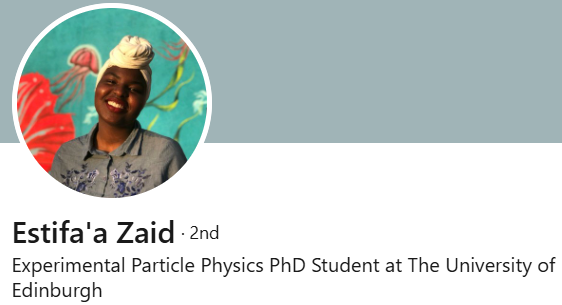 Estifa'a Zaid · 2nd
Experimental Particle Physics PhD Student at The University of
Edinburgh